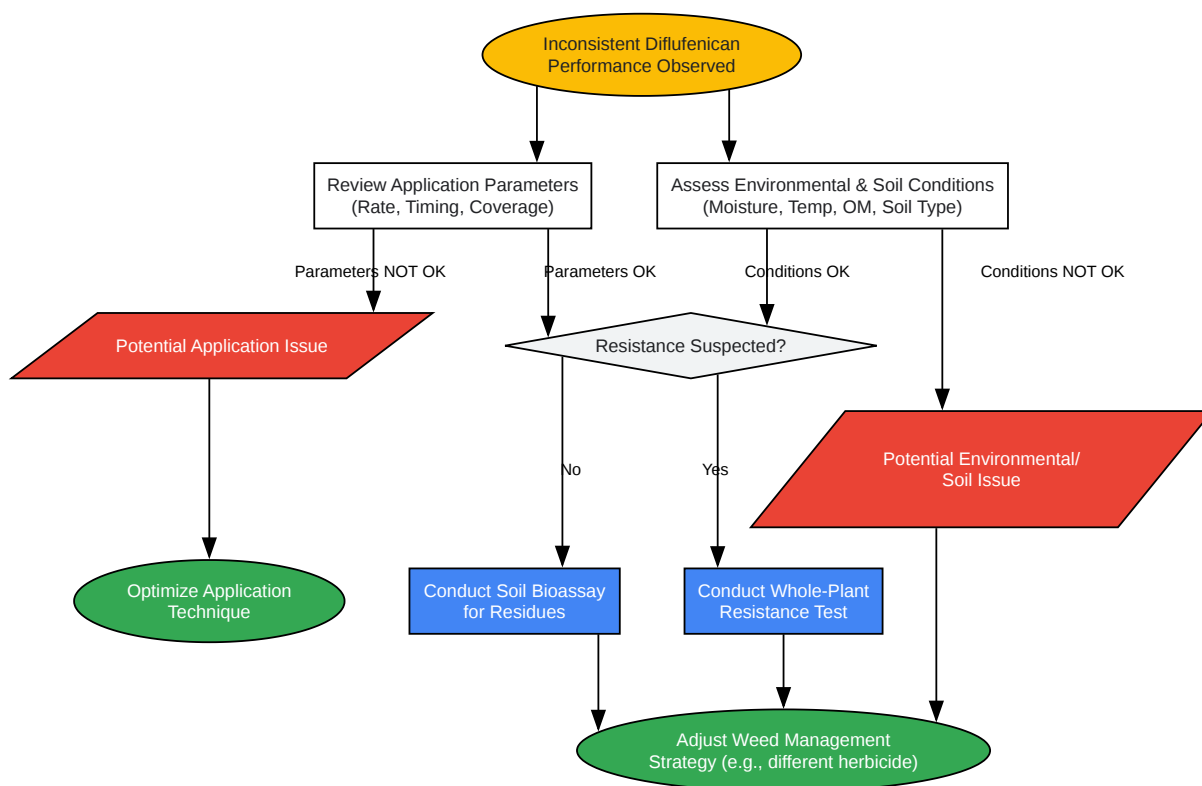 Inconsistent Diflufenican
Performance Observed
Review Application Parameters
(Rate, Timing, Coverage)
Assess Environmental & Soil Conditions
(Moisture, Temp, OM, Soil Type)
Parameters NOT OK
Parameters OK
Conditions OK
Conditions NOT OK
Potential Application Issue
Resistance Suspected?
No
Yes
Potential Environmental/
Soil Issue
Optimize Application
Technique
Conduct Soil Bioassay
for Residues
Conduct Whole-Plant
Resistance Test
Adjust Weed Management
Strategy (e.g., different herbicide)